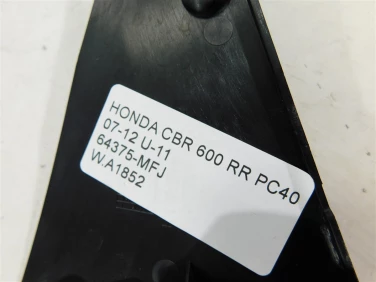 HONDA CBR 600 RR PC40
07-12 U-11
64375-MFJ
W.A1852